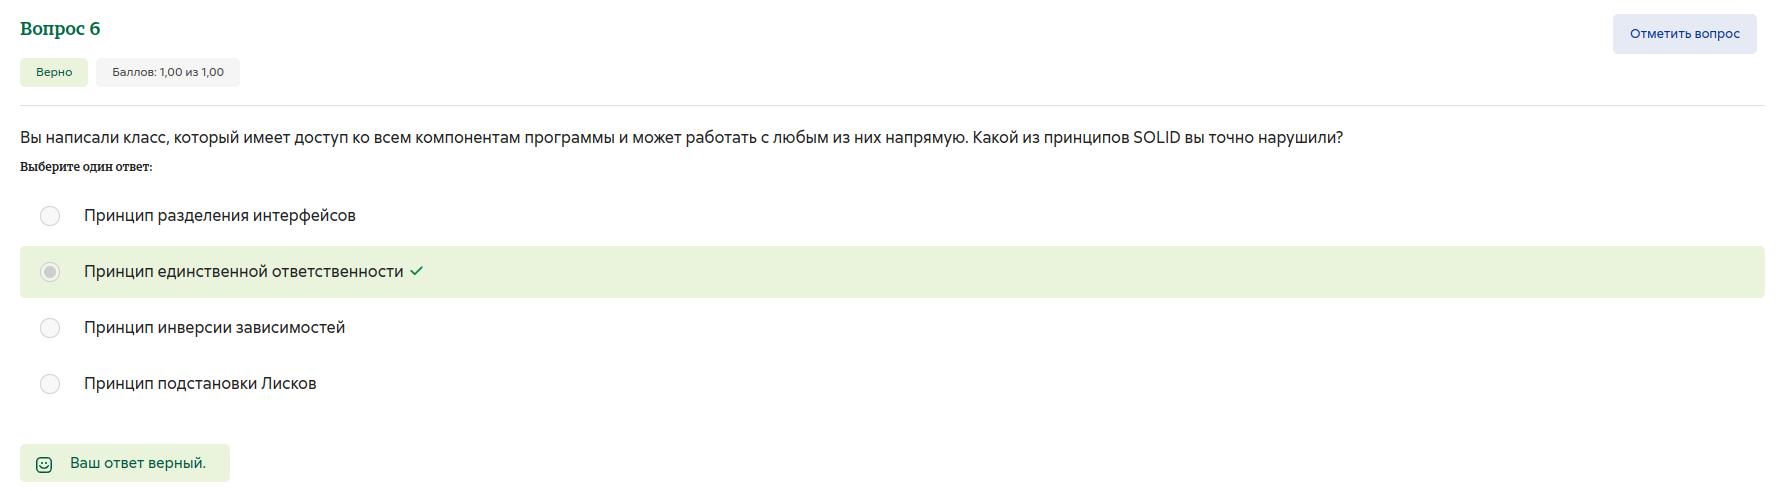 Вопрос 6
Отметить вопрос
Верно
Баллов: 1,00 из 1,00
Вы написали класс, который имеет доступ ко всем компонентам программы и может работать с любым из них напрямую. Какой из принципов SOLID вы точно нарушили?
Выберите один ответ:
Принцип разделения интерфейсов
Принцип единственной ответственности
Принцип инверсии зависимостей
Принцип подстановки Лисков
Ваш ответ верный.